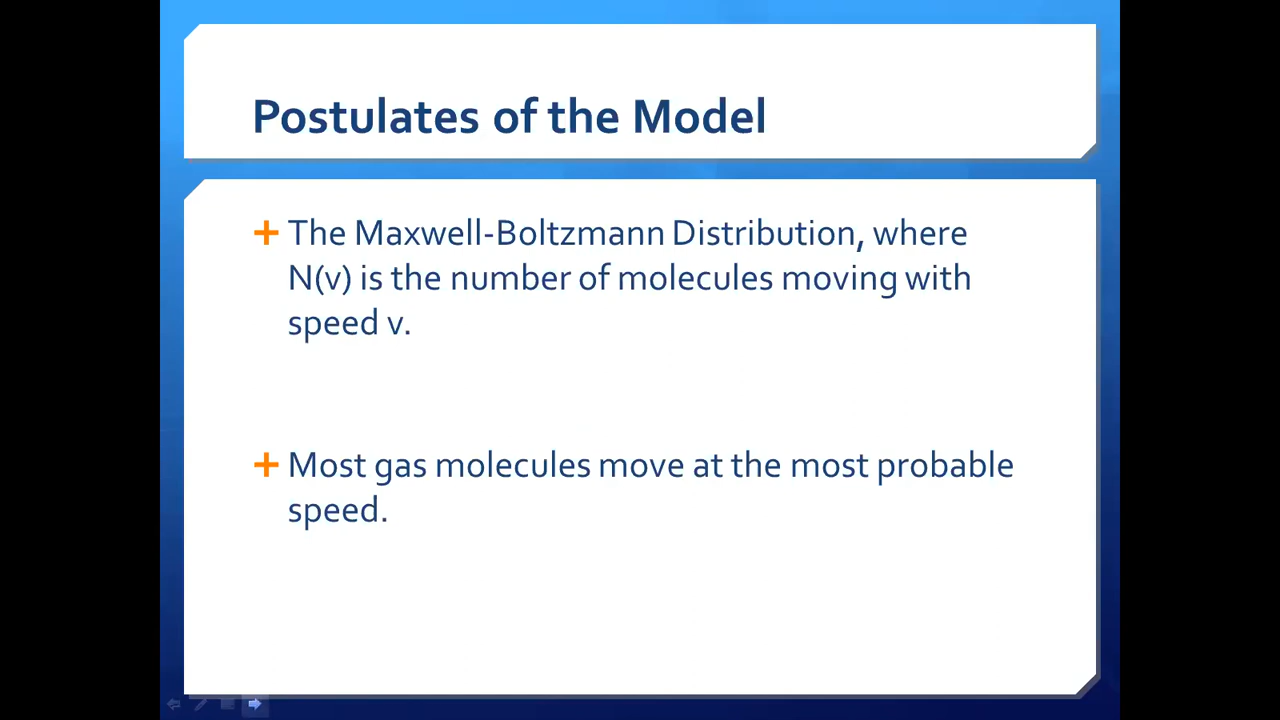 Postulates of the Model
The Maxwell-Boltzmann Distribution, where
N(v) is the number of molecules moving with
speed v.
Most gas molecules move at the most probable
speed.